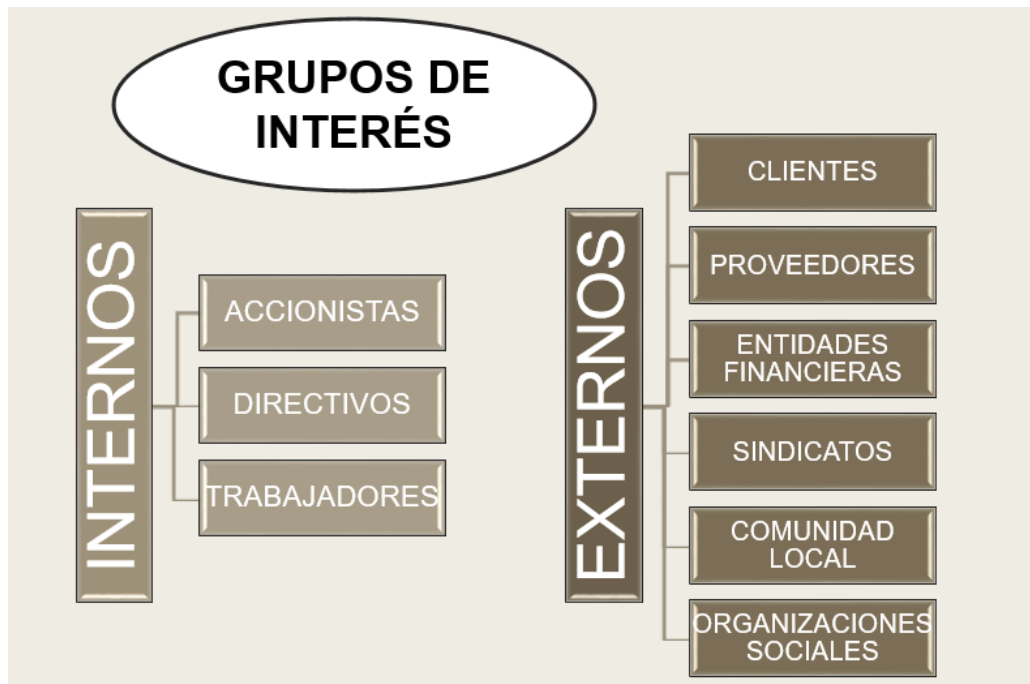 GRUPOS DE
INTERÉS
INTERNOS
ACCIONISTAS
DIRECTIVOS
TRABAJADORES
EXTERNOS
CLIENTES
PROVEEDORES
ENTIDADES
FINANCIERAS
SINDICATOS
COMUNIDAD
LOCAL
ORGANIZACIONES
SOCIALES